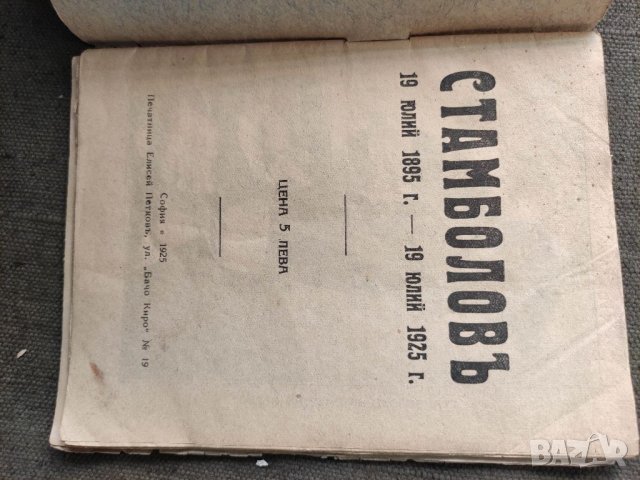 СТАМБОЛОВЪ
19 ЮЛИЙ 1895 г. — 19 ЮЛИЙ 1925 г.
ЦЕНА 5 ЛЕВА
София • 1925
Печатница Елисей Петковъ, ул. „Бачо Киро“ № 19
BAZAR